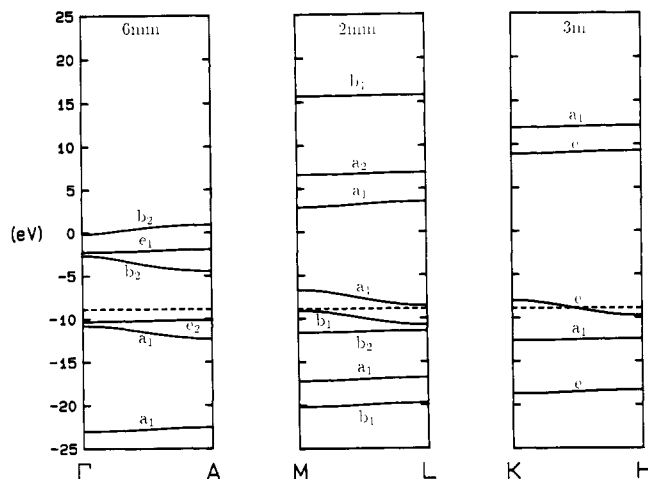 6mm
2mm
3m
25
20
15
10
5
0
-5
-10
-15
-20
-25
(eV)
b₂
e₁
b₂
e₂
a₁
a₁
Γ
A
b₁
a₂
a₁
a₁
b₁
b₂
a₁
b₁
M
L
a₁
e
e
a₁
e
K
H